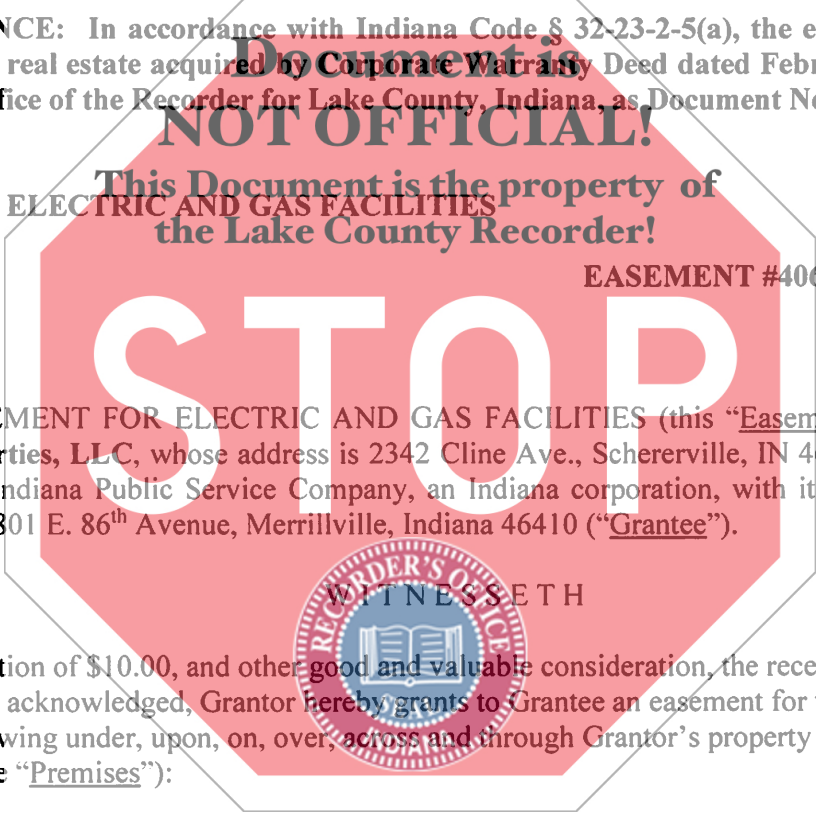 NCE: In accordance with Indiana Code § 32-23-2-5(a), the e
Document is
real estate acquired by Corporate Warranty Deed dated Febr
fice of the Recorder for Lake County, Indiana, as Document No
NOT OFFICIAL!
This Document is the property of
ELECTRIC AND GAS FACILITIES
the Lake County Recorder!
EASEMENT #406
STOP
EMENT FOR ELECTRIC AND GAS FACILITIES (this “Easem
rties, LLC, whose address is 2342 Cline Ave., Schererville, IN 4
ndiana Public Service Company, an Indiana corporation, with it
801 E. 86th Avenue, Merrillville, Indiana 46410 (“Grantee”).
RECORDER'S OFFICE
WITNESSETH
tion of $10.00, and other good and valuable consideration, the rece
acknowledged, Grantor hereby grants to Grantee an easement for
wing under, upon, on, over, across and through Grantor’s property
INDIANA
e “Premises”):